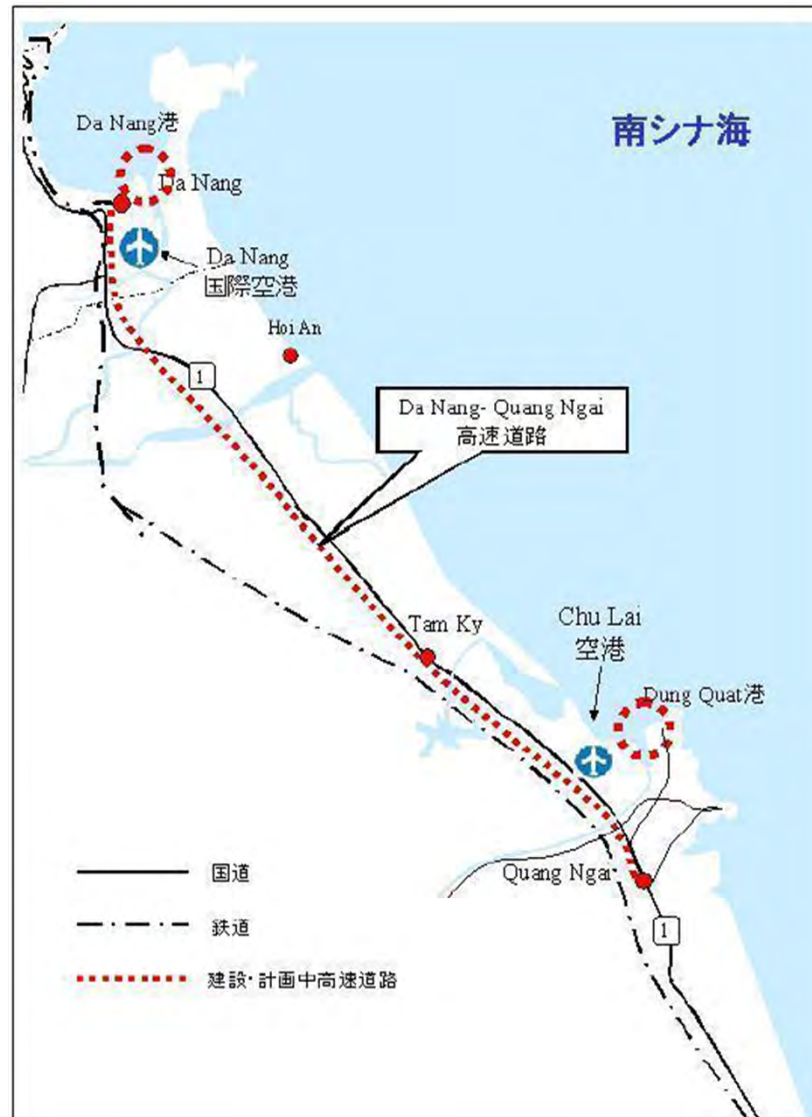 Da Nang港
南シナ海
Da Nang
Da Nang
国際空港
Hoi An
1
Da Nang- Quang Ngai
高速道路
Tam Ky
Chu Lai
空港
Dung Quat港
Quang Ngai
国道
1
鉄道
建設・計画中高速道路